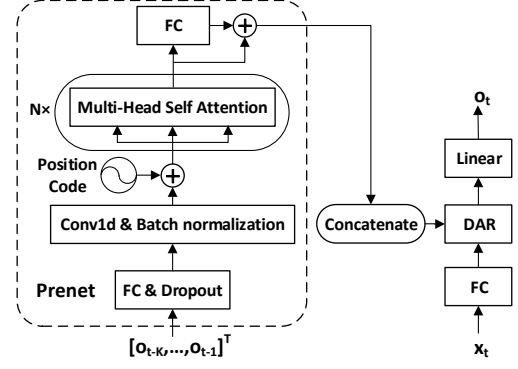 FC
N×
Multi-Head Self Attention
Position
Code
Conv1d & Batch normalization
Prenet
FC & Dropout
[o_{t-K},...,o_{t-1}]^T
Concatenate
o_t
Linear
DAR
FC
x_t